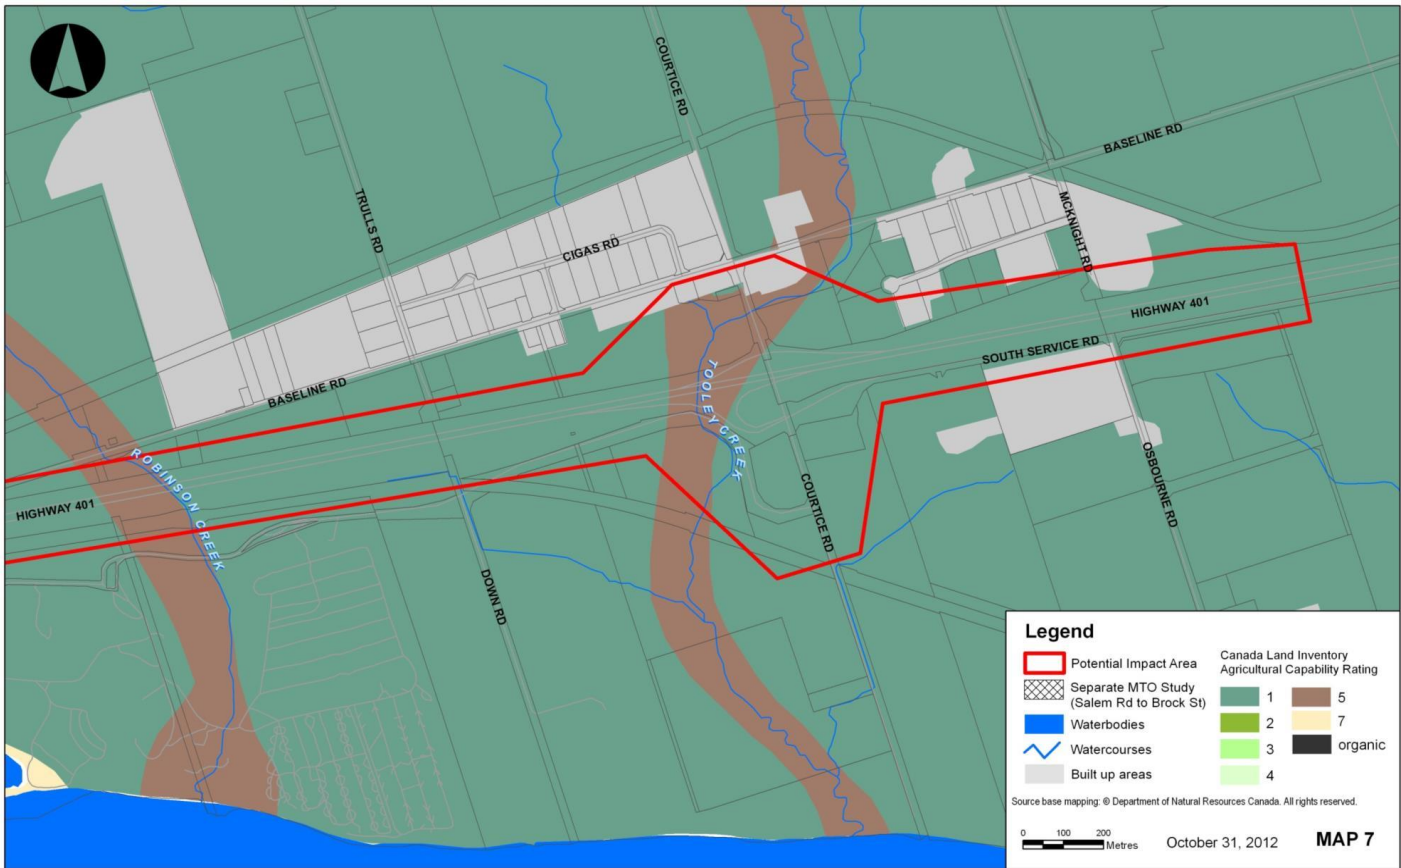 COURTICE RD
BASELINE RD
TRULLS RD
CIGAS RD
MCKNIGHT RD
HIGHWAY 401
SOUTH SERVICE RD
TOOLEY CREEK
BASELINE RD
ROBINSON CREEK
HIGHWAY 401
COURTICE RD
OSBOURNE RD
DOWN RD
Legend
Potential Impact Area
Separate MTO Study
(Salem Rd to Brock St)
Waterbodies
Watercourses
Built up areas
Canada Land Inventory
Agricultural Capability Rating
1
2
3
4
5
7
organic
Source base mapping: © Department of Natural Resources Canada. All rights reserved.
0 100 200
Metres
October 31, 2012
MAP 7